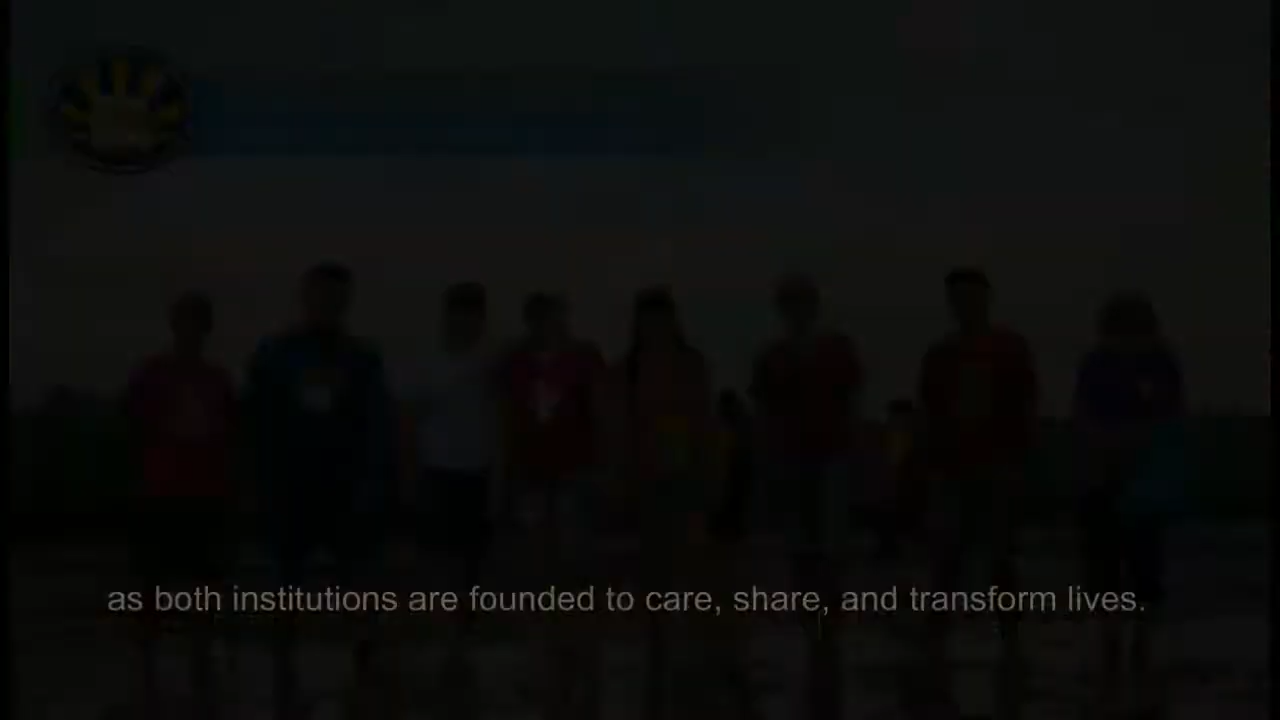 as both institutions are founded to care, share, and transform lives.